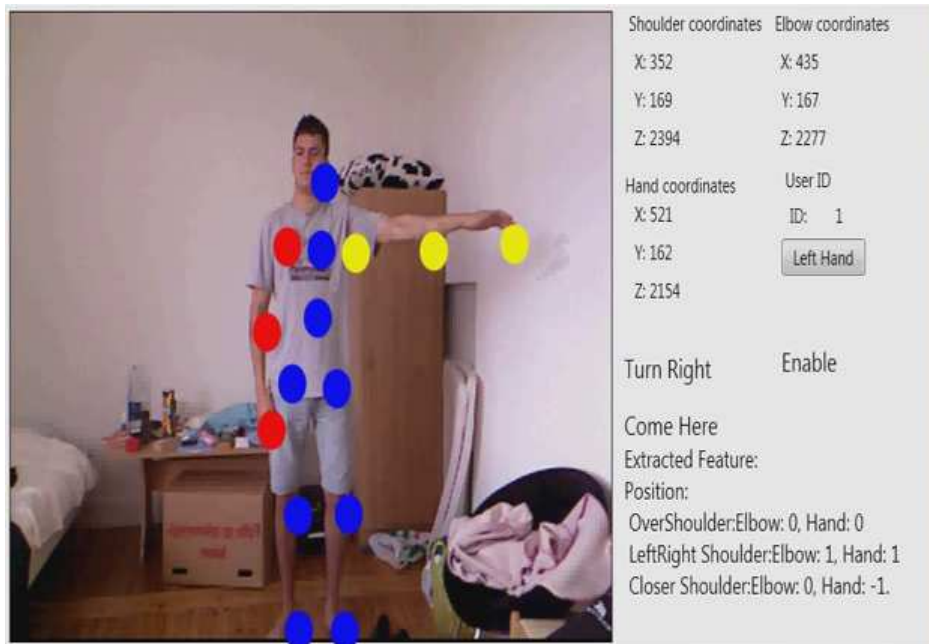 Shoulder coordinates Elbow coordinates
X: 352 X: 435
Y: 169 Y: 167
Z: 2394 Z: 2277
Hand coordinates User ID
X: 521 ID: 1
Y: 162 Left Hand
Z: 2154
Turn Right Enable
Come Here
Extracted Feature:
Position:
OverShoulder:Elbow: 0, Hand: 0
LeftRight Shoulder:Elbow: 1, Hand: 1
Closer Shoulder:Elbow: 0, Hand: -1.